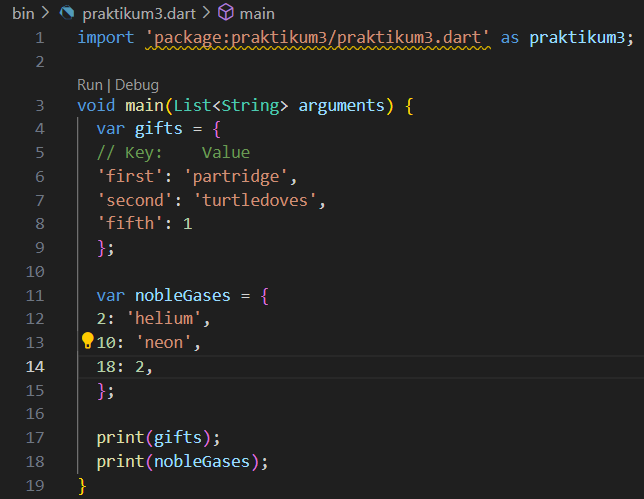 bin > praktikum3.dart > main
1 import 'package:praktikum3/praktikum3.dart' as praktikum3;
2
Run | Debug
3 void main(List<String> arguments) {
4   var gifts = {
5   // Key:    Value
6   'first': 'partridge',
7   'second': 'turtledoves',
8   'fifth': 1
9   };
10
11   var nobleGases = {
12   2: 'helium',
13   10: 'neon',
14   18: 2,
15   };
16
17   print(gifts);
18   print(nobleGases);
19 }